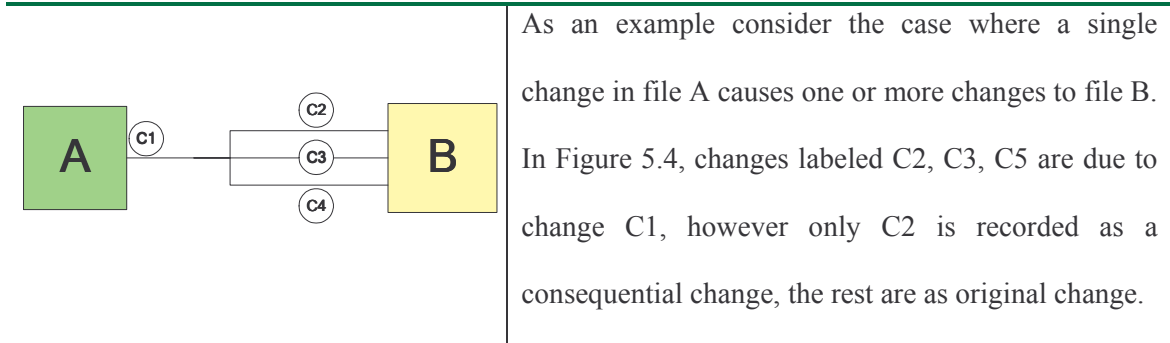 A
C1
C2
C3
C4
B
As an example consider the case where a single
change in file A causes one or more changes to file B.
In Figure 5.4, changes labeled C2, C3, C5 are due to
change C1, however only C2 is recorded as a
consequential change, the rest are as original change.